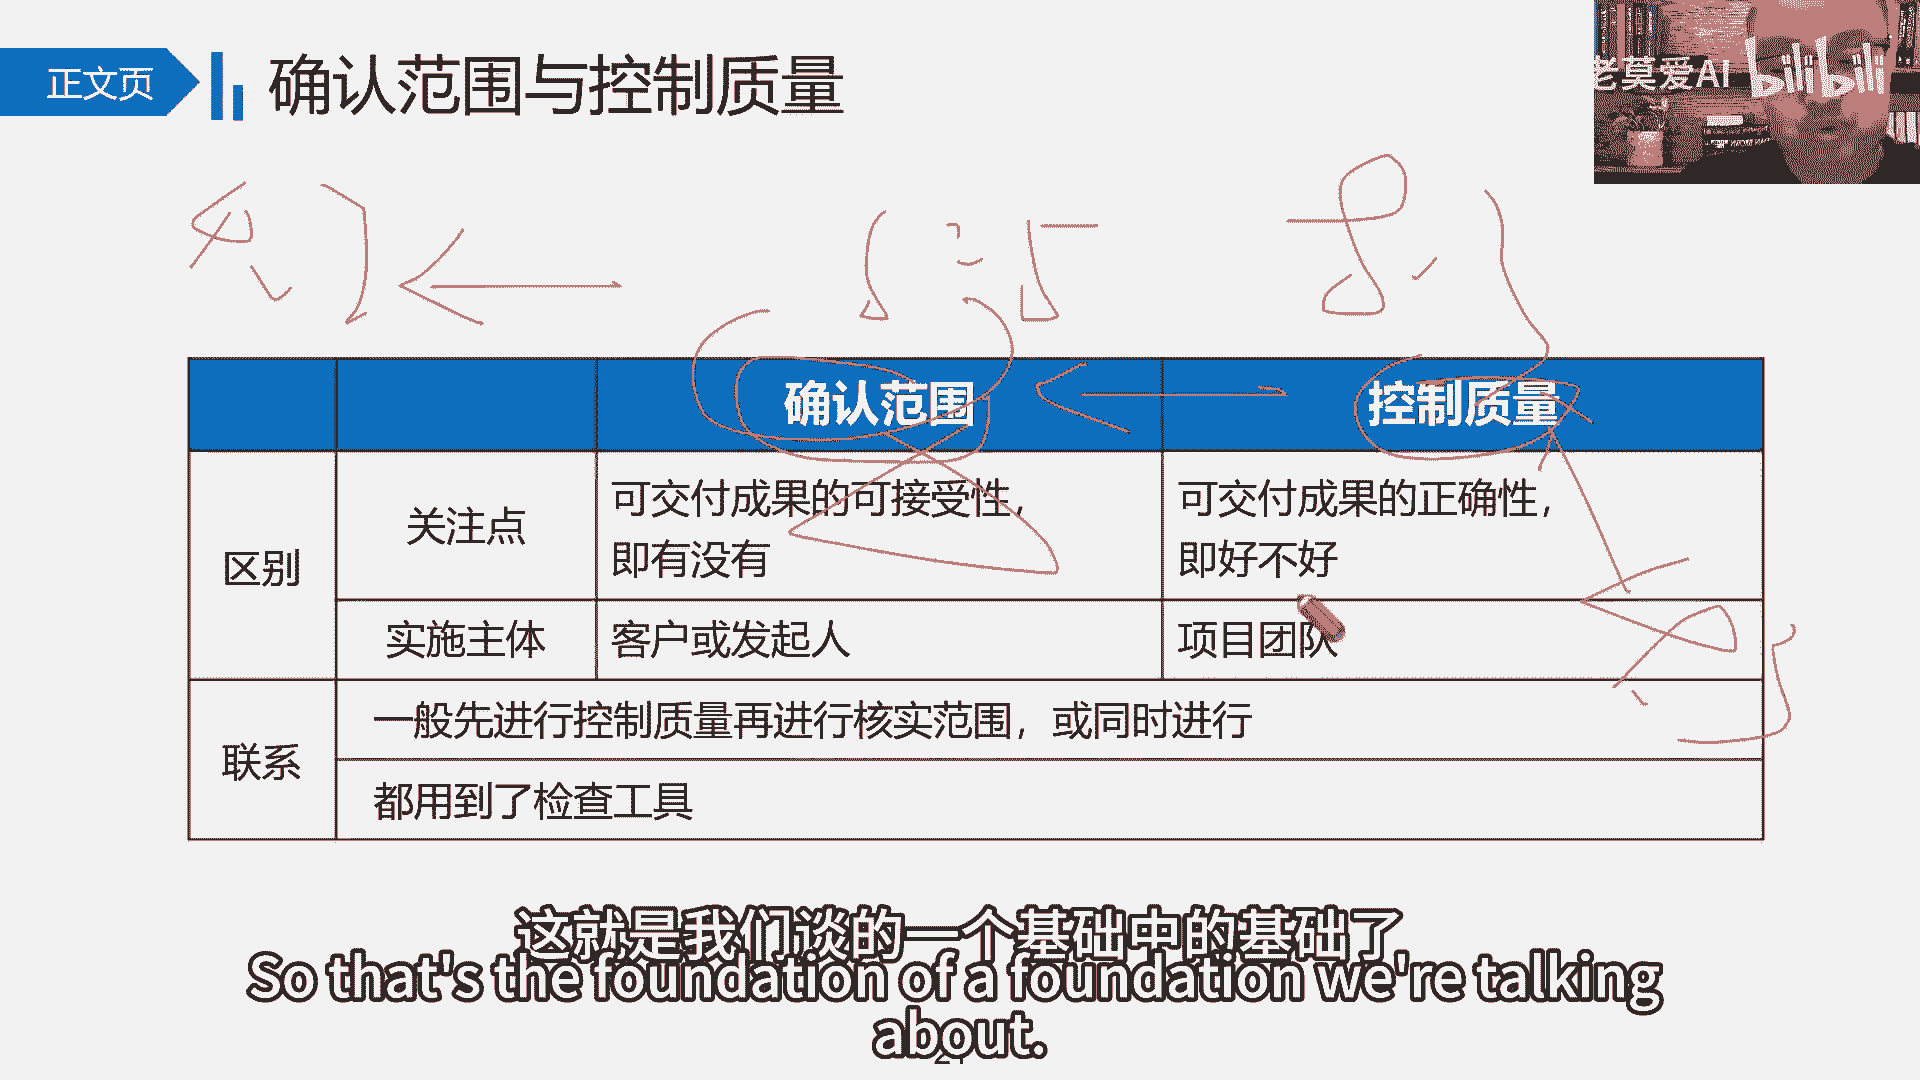 正文页
确认范围与控制质量
老莫爱AI bilibili
确认范围 控制质量
区别
关注点
可交付成果的可接受性，
即有没有
可交付成果的正确性，
即好不好
实施主体
客户或发起人
项目团队
联系
一般先进行控制质量再进行核实范围，或同时进行
都用到了检查工具
这就是我们谈的一个基础中的基础了
So that's the foundation of a foundation we're talking
about.